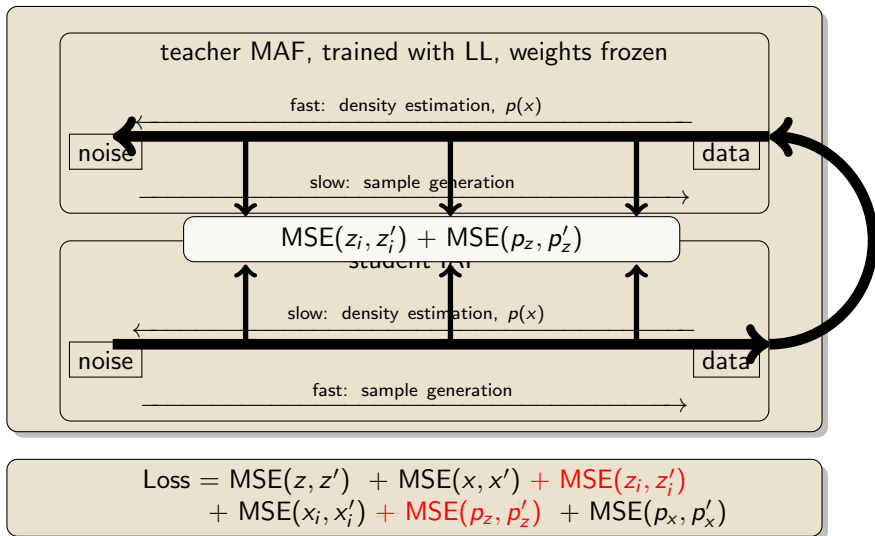 teacher MAF, trained with LL, weights frozen
fast: density estimation, p(x)
noise
data
slow: sample generation
MSE(z_i, z_i′) + MSE(p_z, p_z′)
student IAF
slow: density estimation, p(x)
noise
data
fast: sample generation
Loss = MSE(z, z′) + MSE(x, x′) + MSE(z_i, z_i′)
+ MSE(x_i, x_i′) + MSE(p_z, p_z′) + MSE(p_x, p_x′)